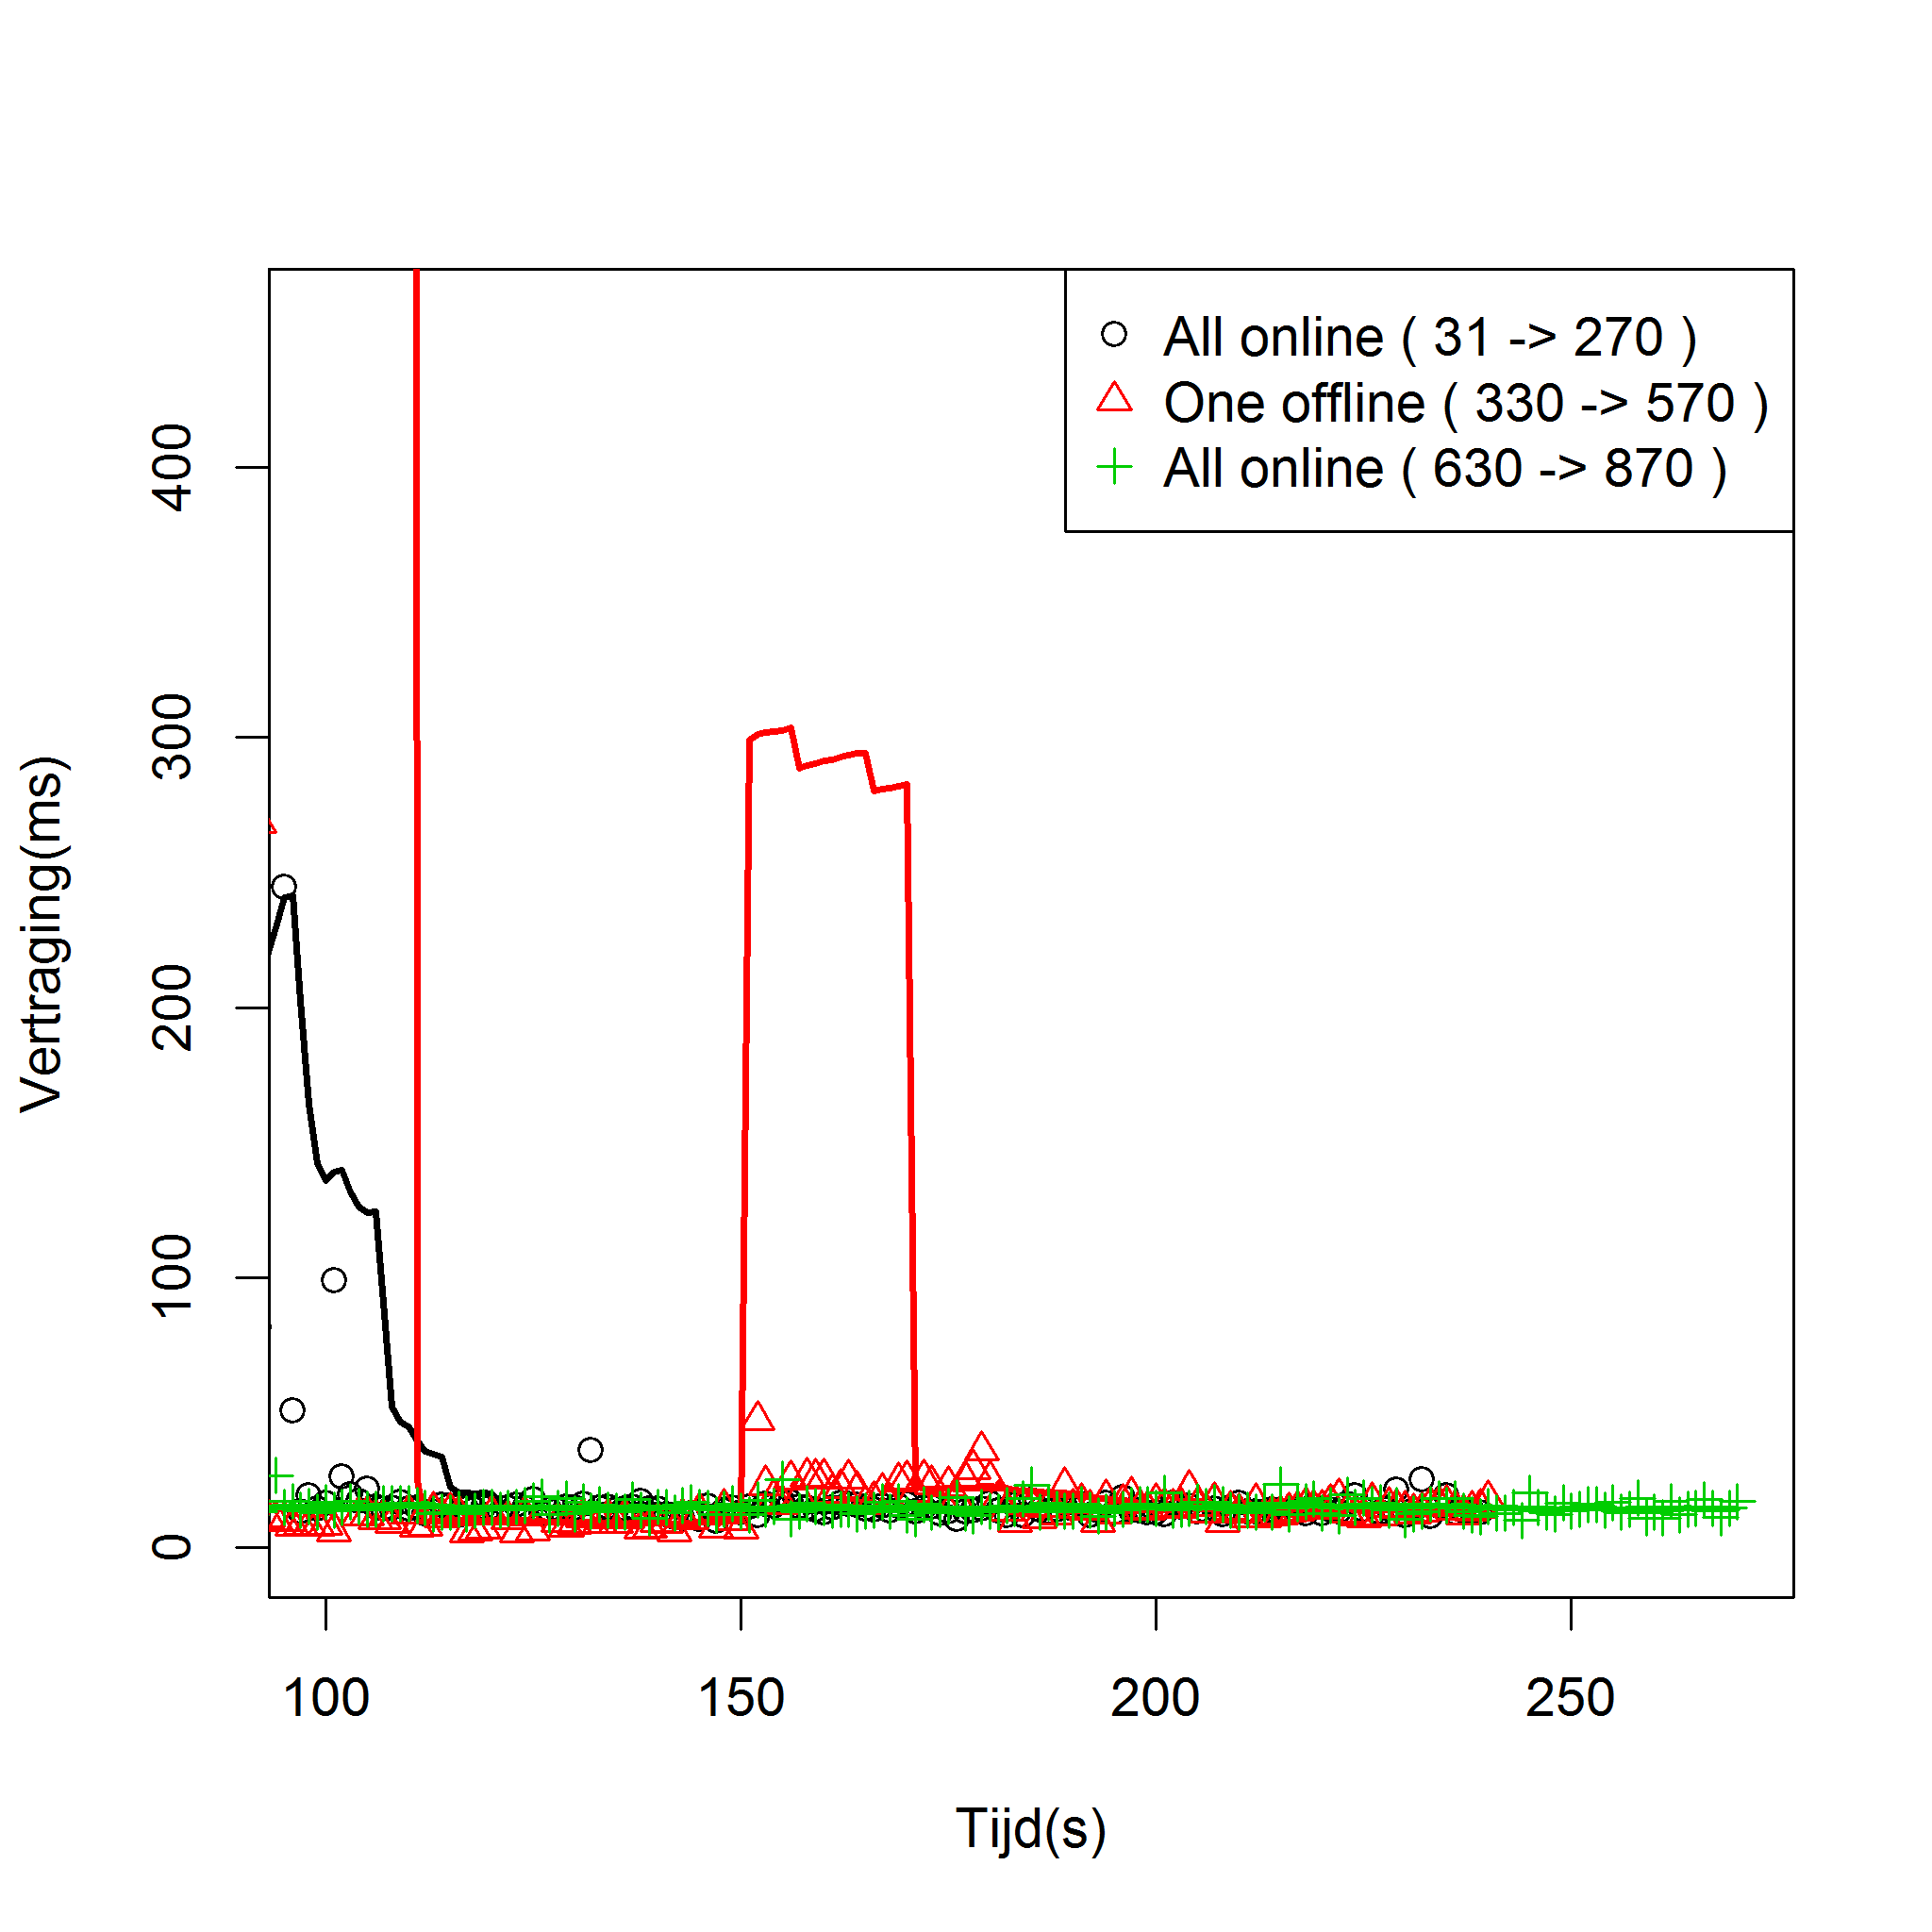 All online ( 31 -> 270 )
One offline ( 330 -> 570 )
All online ( 630 -> 870 )
Vertraging(ms)
400
300
200
100
0
100 150 200 250
Tijd(s)